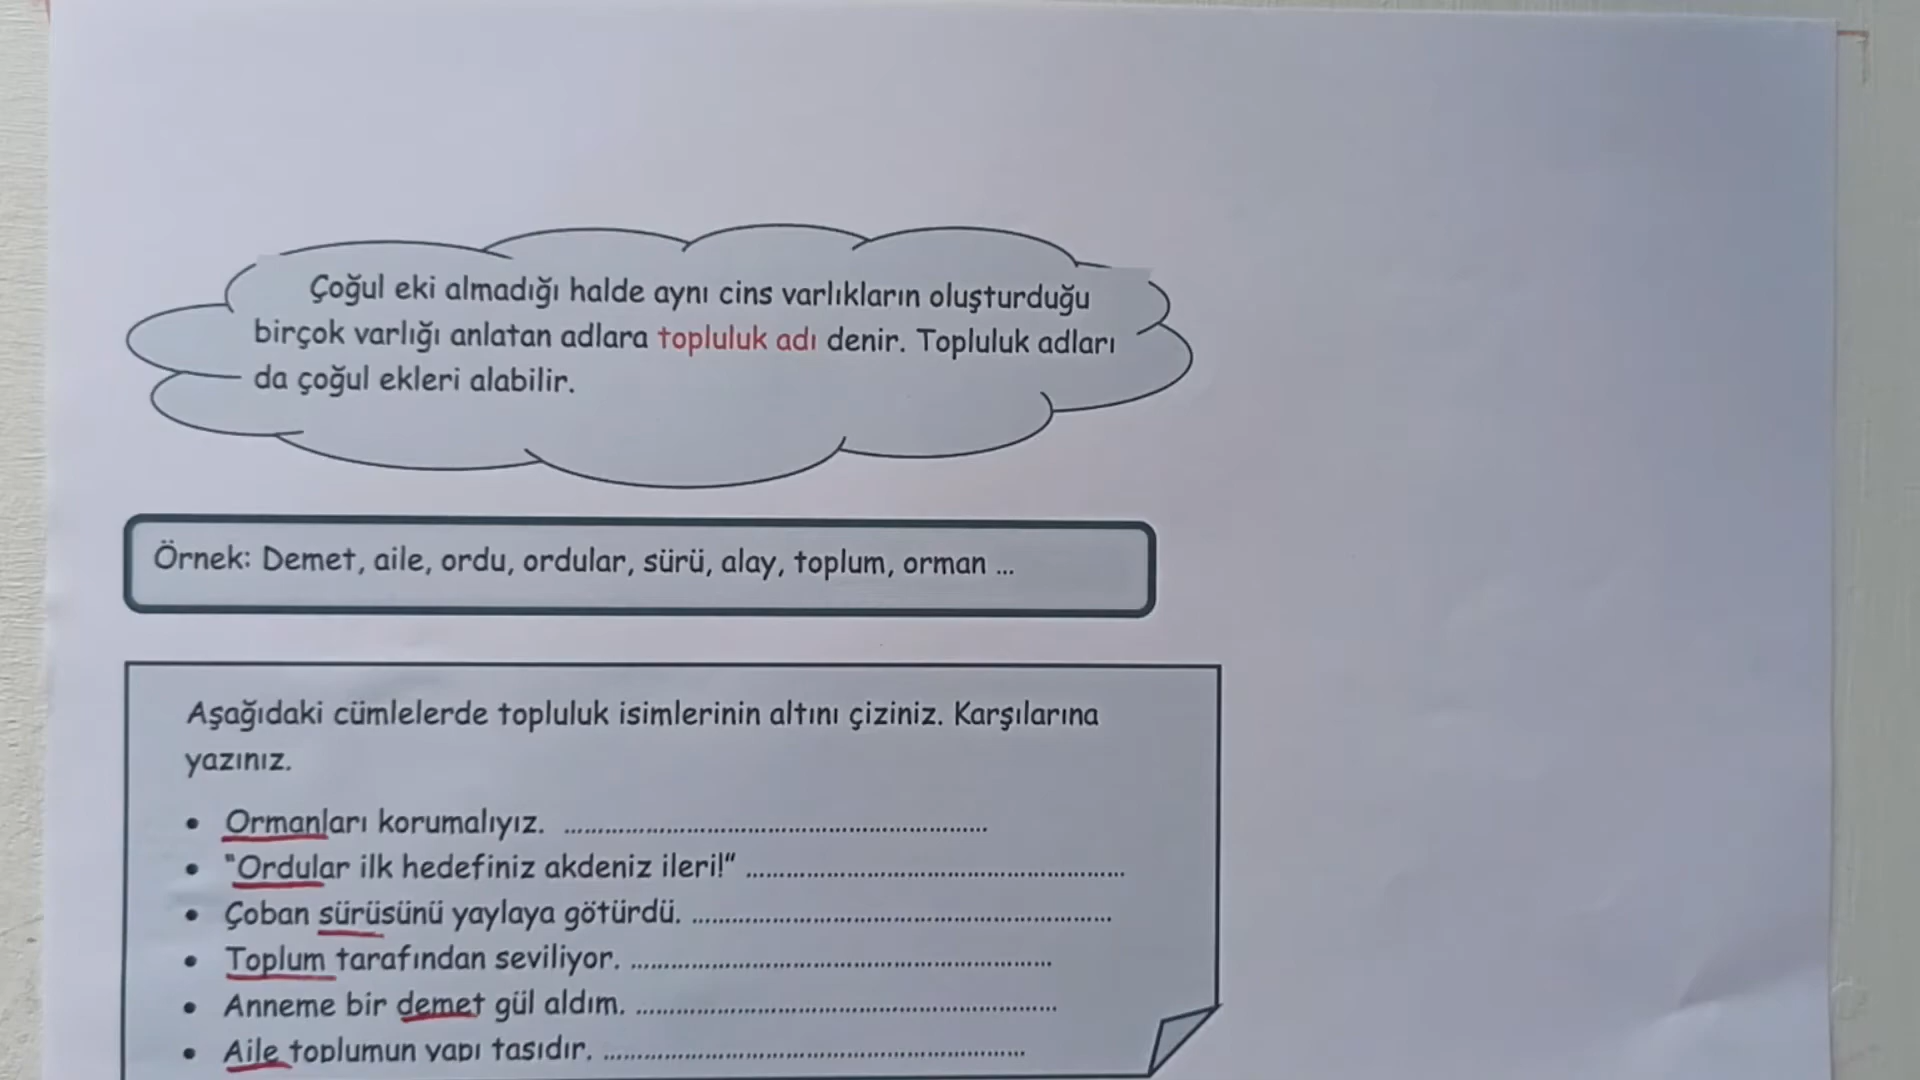 Çoğul eki almadığı halde aynı cins varlıkların oluşturduğu
birçok varlığı anlatan adlara topluluk adı denir. Topluluk adları
da çoğul ekleri alabilir.
Örnek: Demet, aile, ordu, ordular, sürü, alay, toplum, orman ...
Aşağıdaki cümlelerde topluluk isimlerinin altını çiziniz. Karşılarına
yazınız.
• Ormanları korumalıyız. ................................................................
• "Ordular ilk hedefiniz akdeniz ileri!" .........................................................
• Çoban sürüsünü yaylaya götürdü. ...............................................................
• Toplum tarafından seviliyor. ...............................................................
• Anneme bir demet gül aldım. ...............................................................
• Aile toplumun yapı taşıdır. ...............................................................